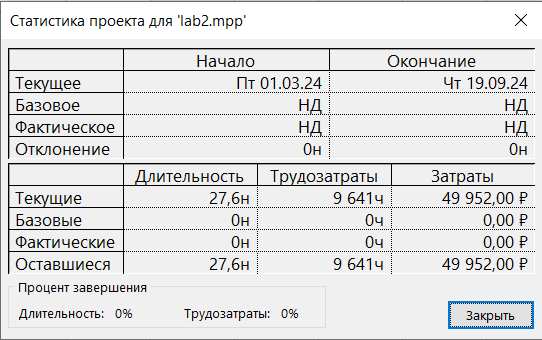 Статистика проекта для 'lab2.mpp'
Начало Окончание
Текущее Пт 01.03.24 Чт 19.09.24
Базовое НД НД
Фактическое НД НД
Отклонение 0н 0н
Длительность Трудозатраты Затраты
Текущие 27,6н 9 641ч 49 952,00 ₽
Базовые 0н 0ч 0,00 ₽
Фактические 0н 0ч 0,00 ₽
Оставшиеся 27,6н 9 641ч 49 952,00 ₽
Процент завершения
Длительность: 0% Трудозатраты: 0%
Закрыть